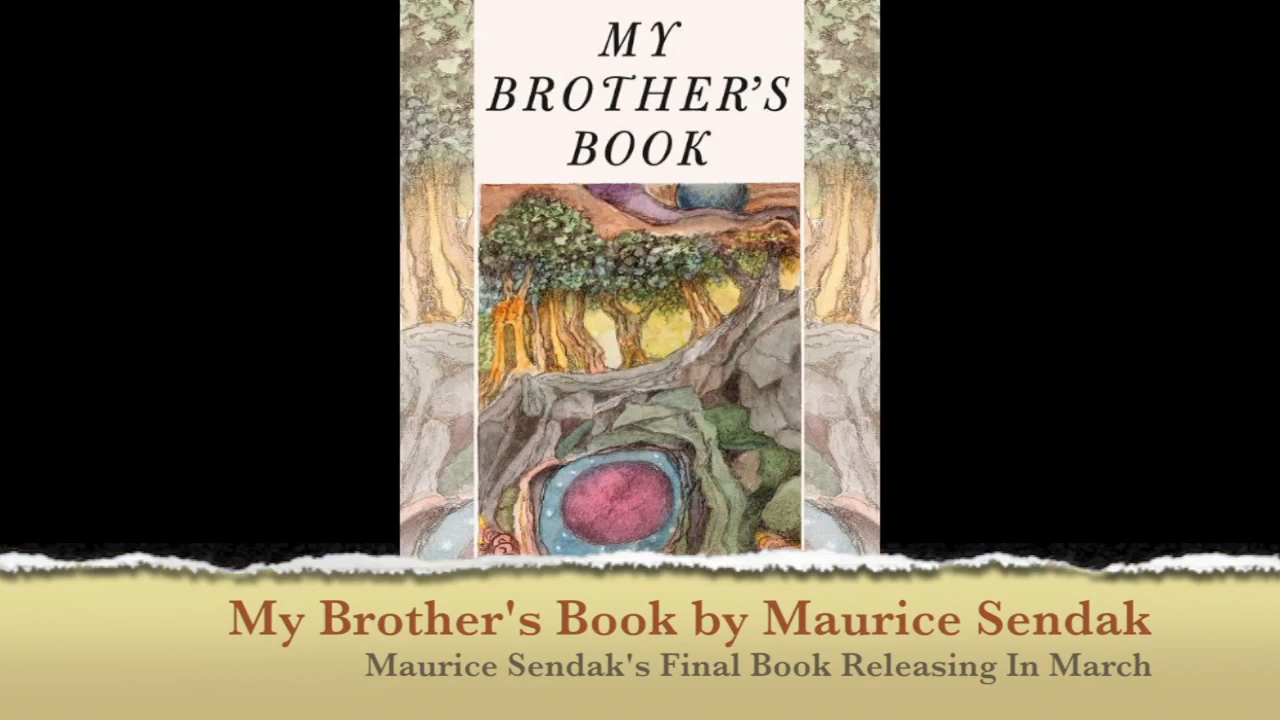 MY
BROTHER’S
BOOK
My Brother's Book by Maurice Sendak
Maurice Sendak's Final Book Releasing In March